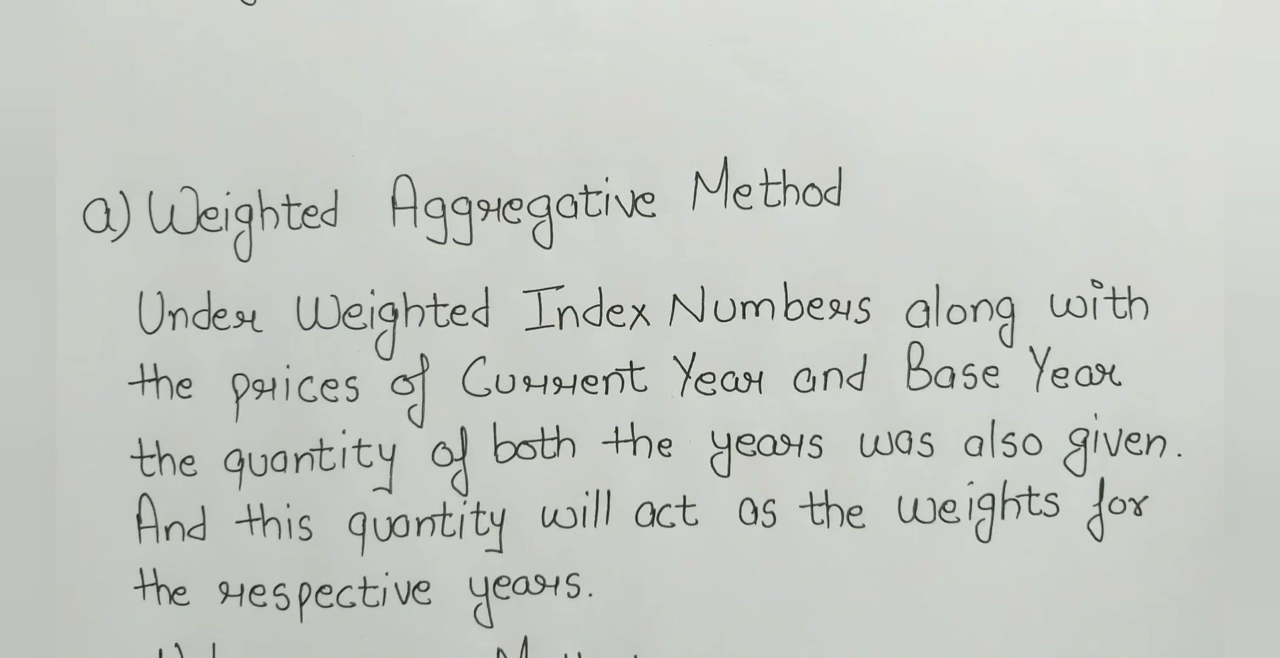 a) Weighted Aggregative Method
Under Weighted Index Numbers along with
the prices of Current Year and Base Year
the quantity of both the years was also given.
And this quantity will act as the weights for
the respective years.